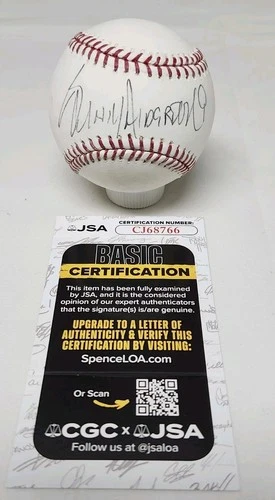 Sparky Anderson
JSA
CERTIFICATION NUMBER:
CJ68766
BASIC
CERTIFICATION
This item has been fully examined
by JSA, and it is the considered
opinion of our expert authenticators
that the signature(s) is/are genuine.
UPGRADE TO A LETTER OF
AUTHENTICITY & VERIFY THIS
CERTIFICATION BY VISITING:
SpenceLOA.com
Or Scan
CGC x JSA
Follow us at @jsaloa